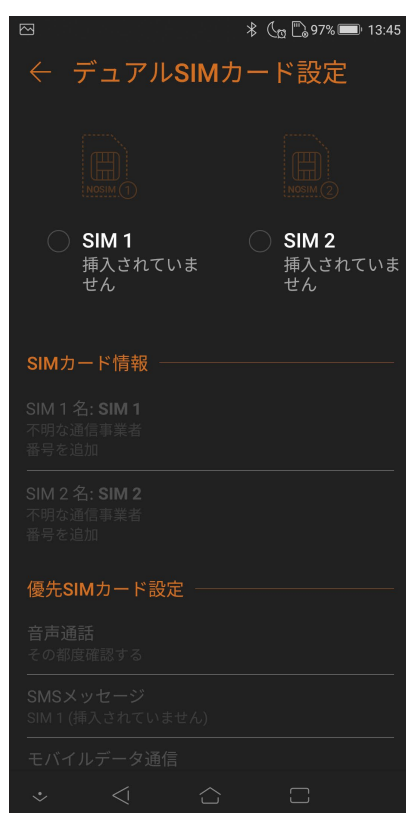 97% 13:45
デュアルSIMカード設定
NOSIM 1
NOSIM 2
SIM 1
挿入されていま
せん
SIM 2
挿入されていま
せん
SIMカード情報
SIM 1 名: SIM 1
不明な通信事業者
番号を追加
SIM 2 名: SIM 2
不明な通信事業者
番号を追加
優先SIMカード設定
音声通話
その都度確認する
SMSメッセージ
SIM 1 (挿入されていません)
モバイルデータ通信